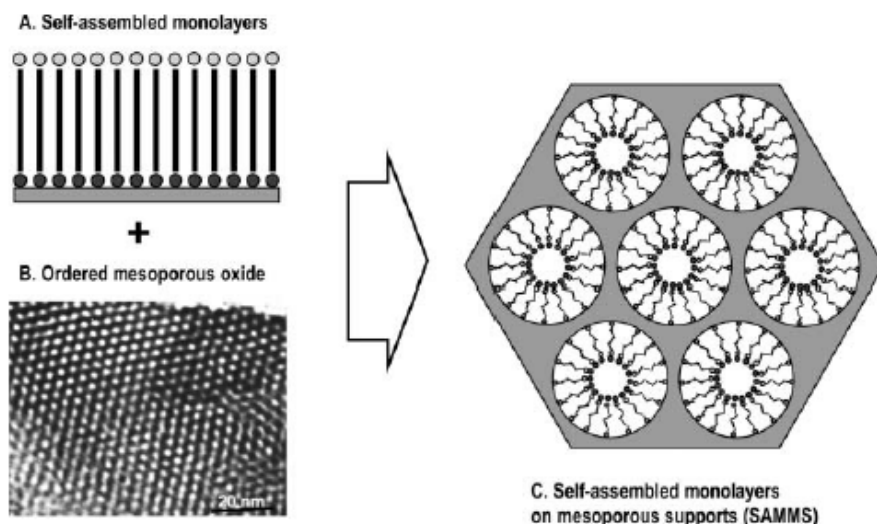 A. Self-assembled monolayers
+
B. Ordered mesoporous oxide
20 nm
C. Self-assembled monolayers
on mesoporous supports (SAMMS)